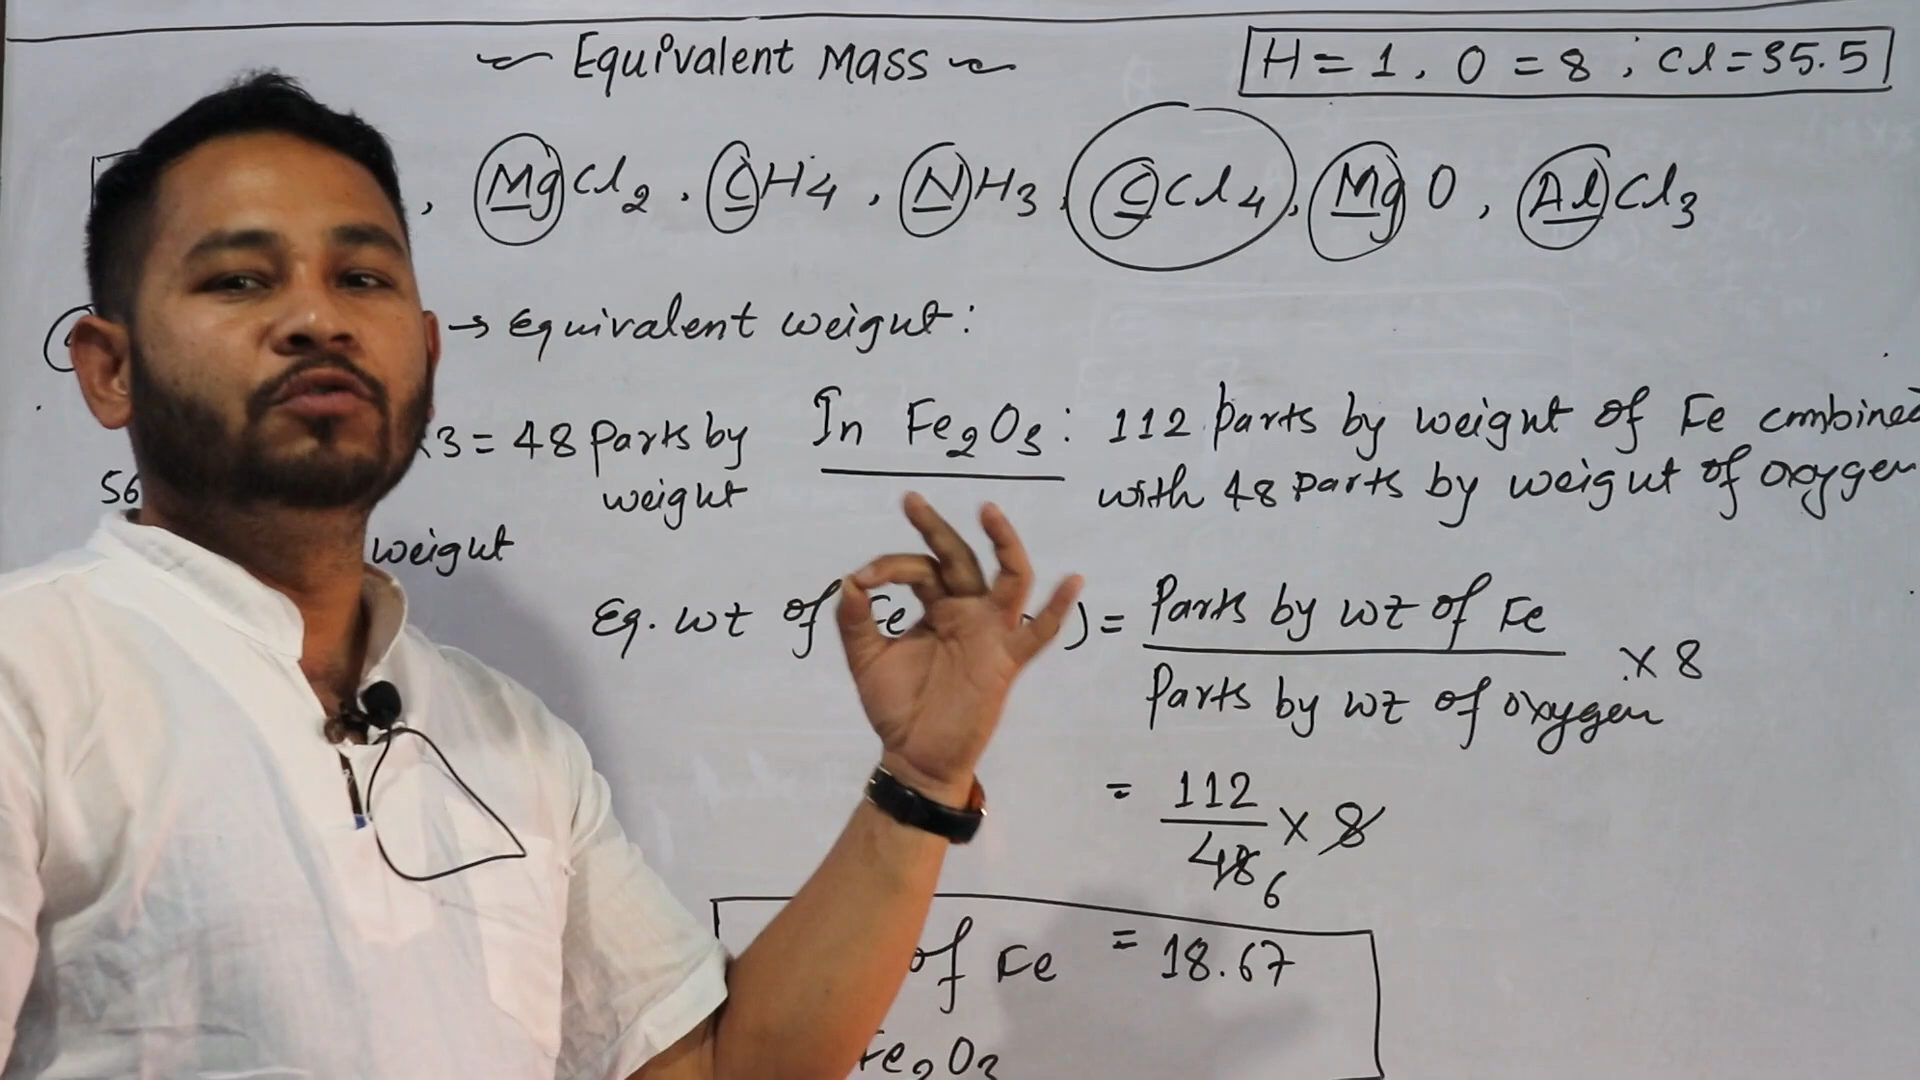 Equivalent Mass
H = 1, O = 8 ; Cl = 35.5
, MgCl2, CH4, NH3, CCl4, MgO, AlCl3
→ Equivalent weight:
x3 = 48 parts by weight
56
weight
In Fe2O3: 112 parts by weight of Fe combined
with 48 parts by weight of oxygen
Eq. wt of Fe ) = Parts by wt of Fe
Parts by wt of oxygen
x 8
= 112
48 x 8
6
of Fe = 18.67
Fe2O3